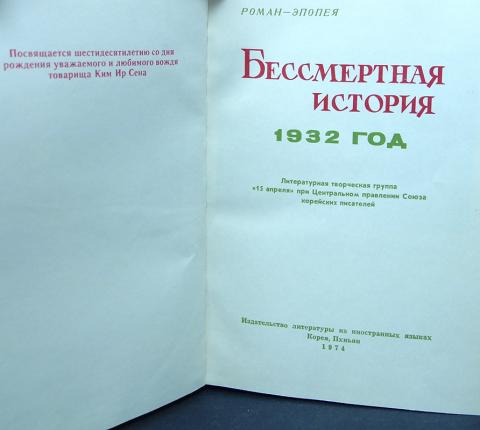 Посвящается шестидесятилетию со дня
рождения уважаемого и любимого вождя
товарища Ким Ир Сена
РОМАН—ЭПОПЕЯ
БЕССМЕРТНАЯ
ИСТОРИЯ
1932 ГОД
Литературная творческая группа
«15 апреля» при Центральном правлении Союза
корейских писателей
Издательство литературы на иностранных языках
Корея, Пхеньян
1974